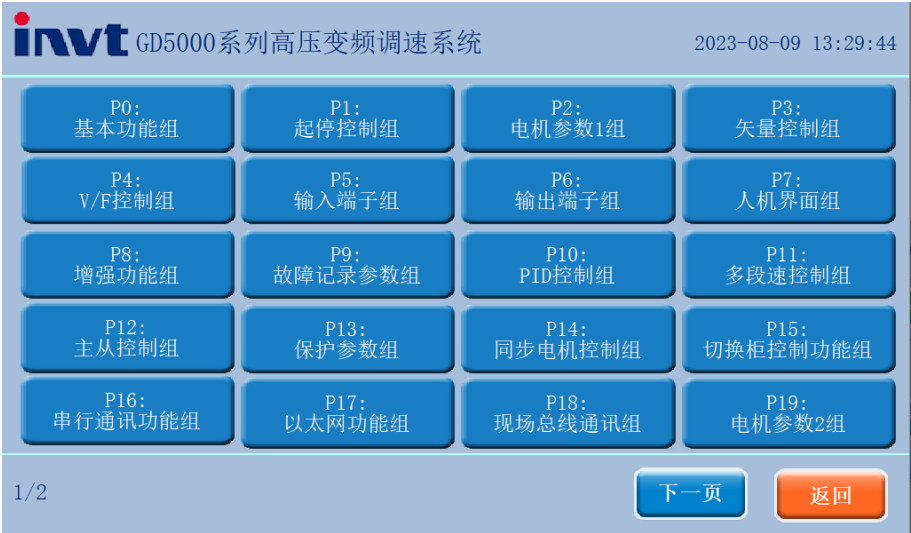 invt GD5000系列高压变频调速系统 2023-08-09 13:29:44
P0: P1: P2: P3:
基本功能组 起停控制组 电机参数1组 矢量控制组
P4: P5: P6: P7:
V/F控制组 输入端子组 输出端子组 人机界面组
P8: P9: P10: P11:
增强功能组 故障记录参数组 PID控制组 多段速控制组
P12: P13: P14: P15:
主从控制组 保护参数组 同步电机控制组 切换柜控制功能组
P16: P17: P18: P19:
串行通讯功能组 以太网功能组 现场总线通讯组 电机参数2组
1/2 下一页 返回